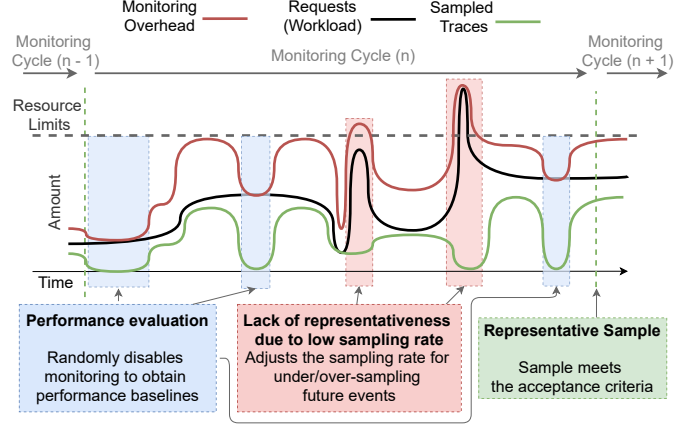 Monitoring Overhead
Requests (Workload)
Sampled Traces
Monitoring Cycle (n - 1)
Monitoring Cycle (n)
Monitoring Cycle (n + 1)
Resource Limits
Amount
Time
Performance evaluation
Randomly disables
monitoring to obtain
performance baselines
Lack of representativeness
due to low sampling rate
Adjusts the sampling rate for
under/over-sampling
future events
Representative Sample
Sample meets
the acceptance criteria